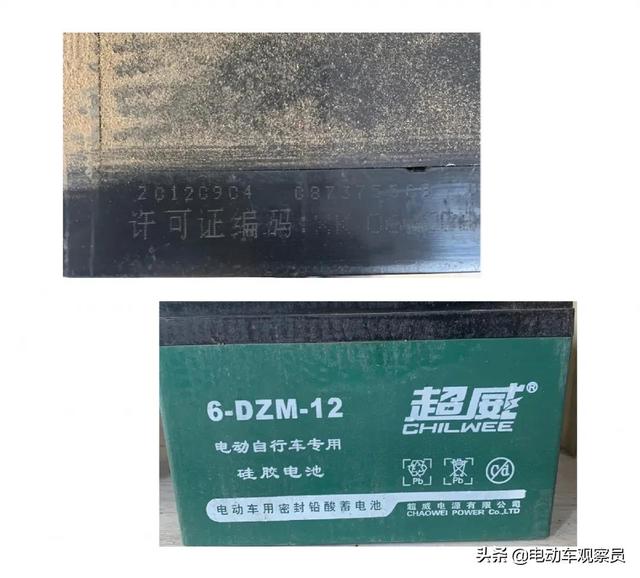 20120904
许可证编码
6-DZM-12
超威®
CHILWEE
电动自行车专用
硅胶电池
Pb
Pb
Cd
电动车用密封铅酸蓄电池
超威电源有限公司
CHAOWEI POWER Co.,LTD
头条 @电动车观察员